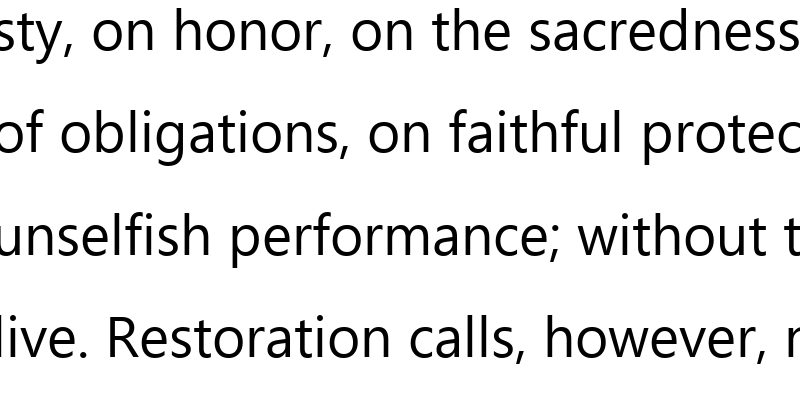 sty, on honor, on the sacredness
of obligations, on faithful protec
unselfish performance; without t
live. Restoration calls, however, n